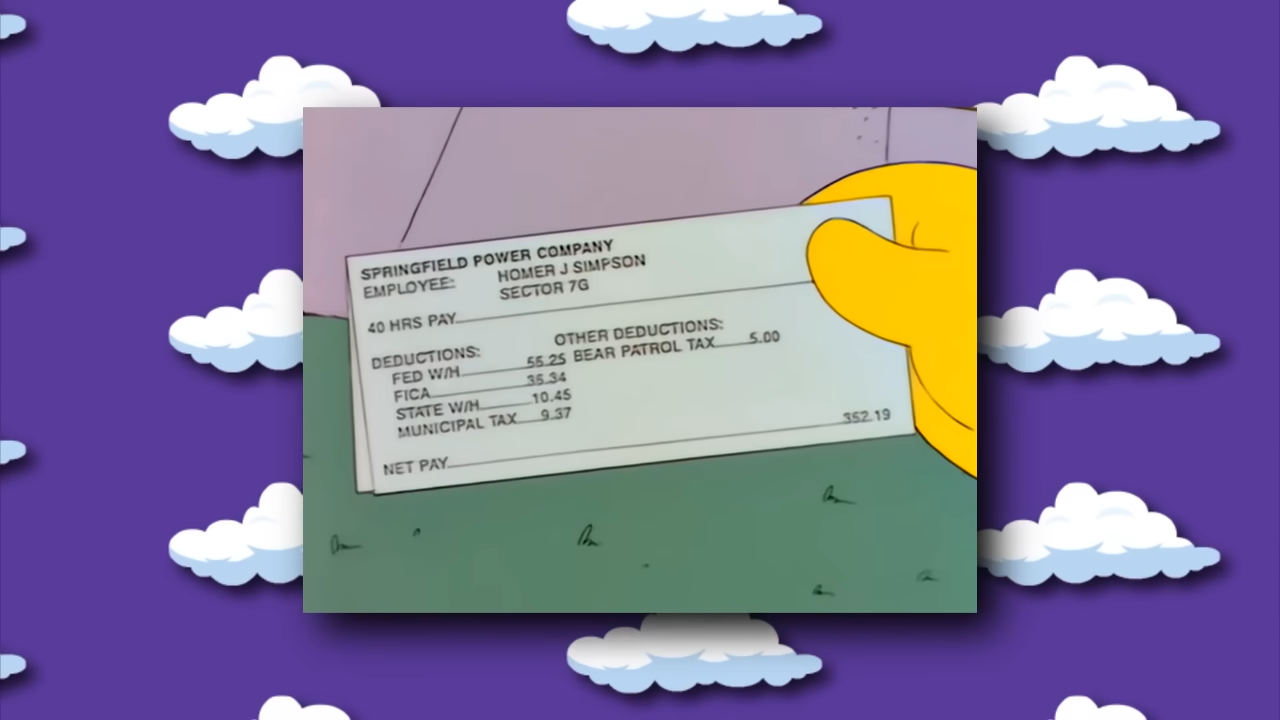 SPRINGFIELD POWER COMPANY
EMPLOYEE: HOMER J SIMPSON
SECTOR 7G
40 HRS PAY
DEDUCTIONS: OTHER DEDUCTIONS:
FED W/H 55.25 BEAR PATROL TAX 5.00
FICA 35.34
STATE W/H 10.45
MUNICIPAL TAX 9.37
NET PAY 352.19